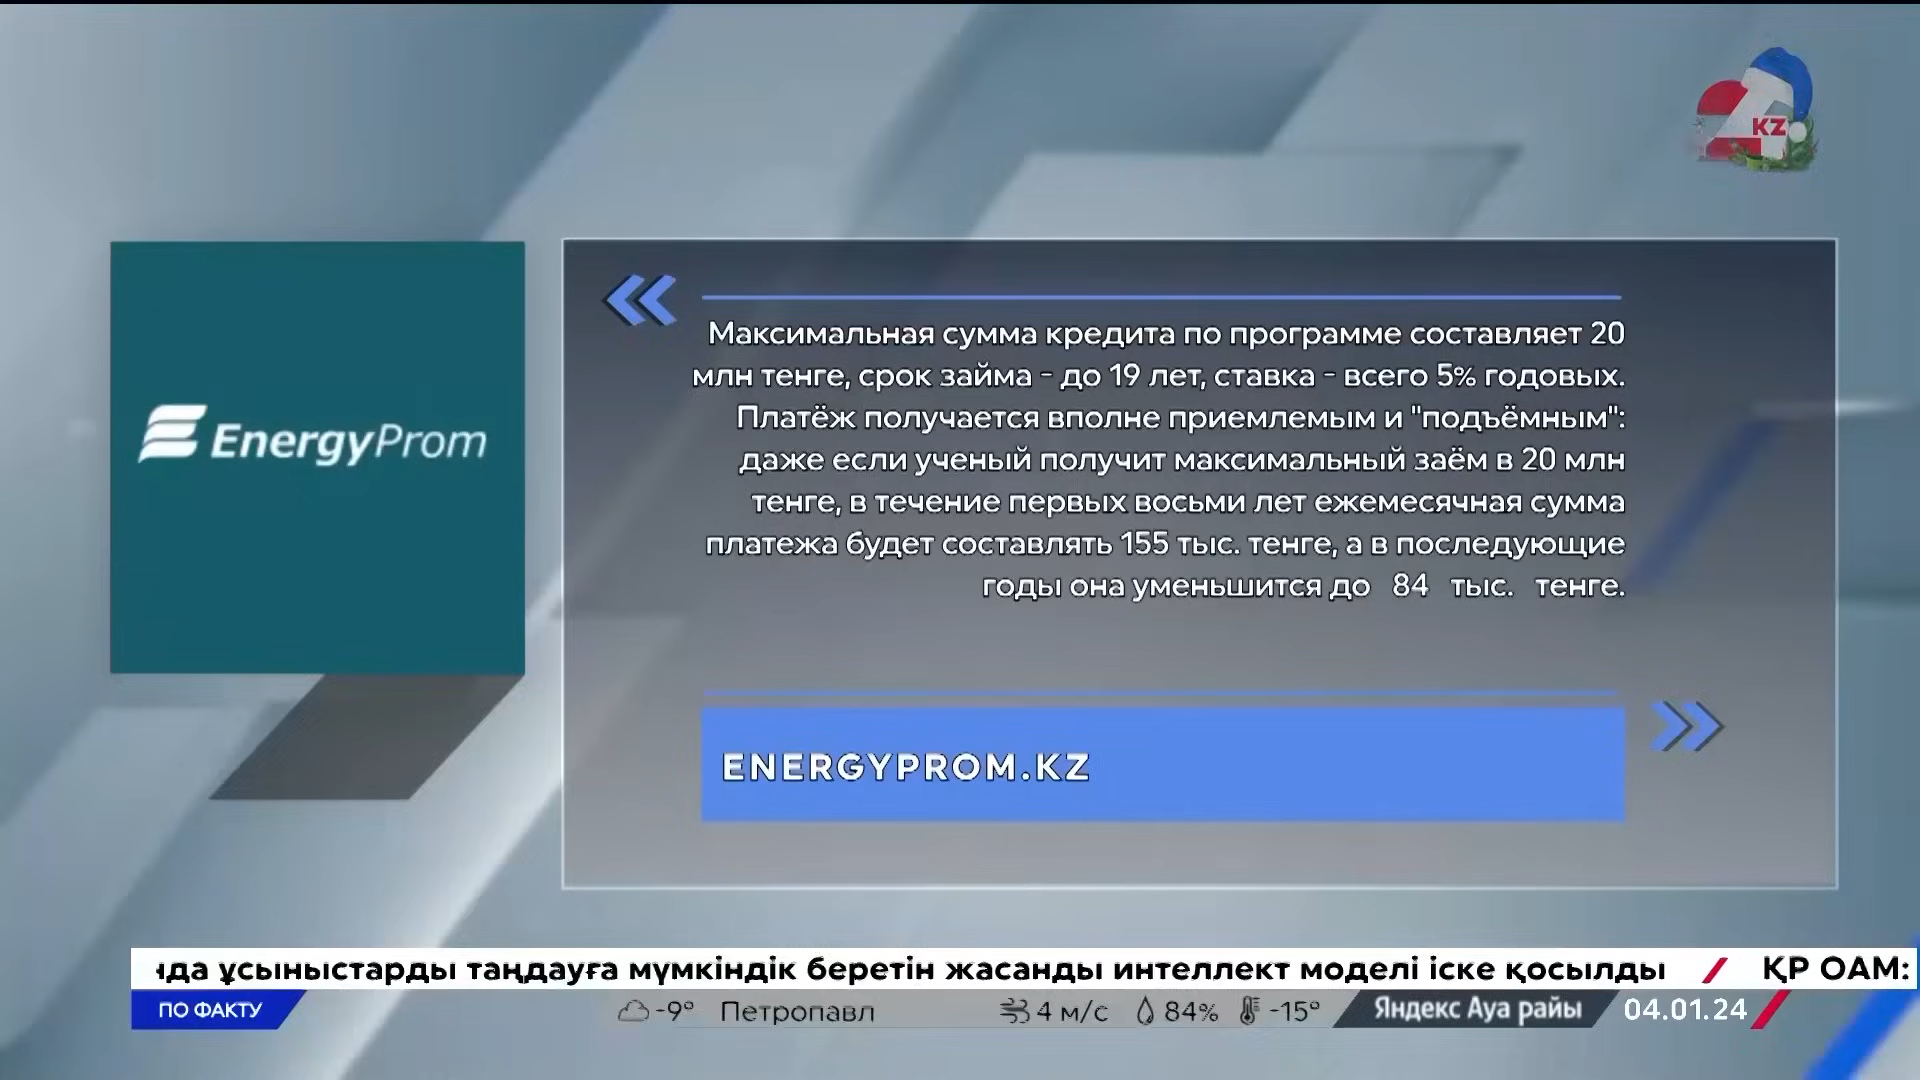 24
KZ
EnergyProm
Максимальная сумма кредита по программе составляет 20
млн тенге, срок займа - до 19 лет, ставка - всего 5% годовых.
Платёж получается вполне приемлемым и "подъёмным":
даже если ученый получит максимальный заём в 20 млн
тенге, в течение первых восьми лет ежемесячная сумма
платежа будет составлять 155 тыс. тенге, а в последующие
годы она уменьшится до 84 тыс. тенге.
ENERGYPROM.KZ
ұсыныстарды таңдауға мүмкіндік беретін жасанды интеллект моделі іске қосылды / ҚР ОАМ:
ПО ФАКТУ
-9° Петропавл 4 м/с 84% -15° Яндекс Ауа райы 04.01.24